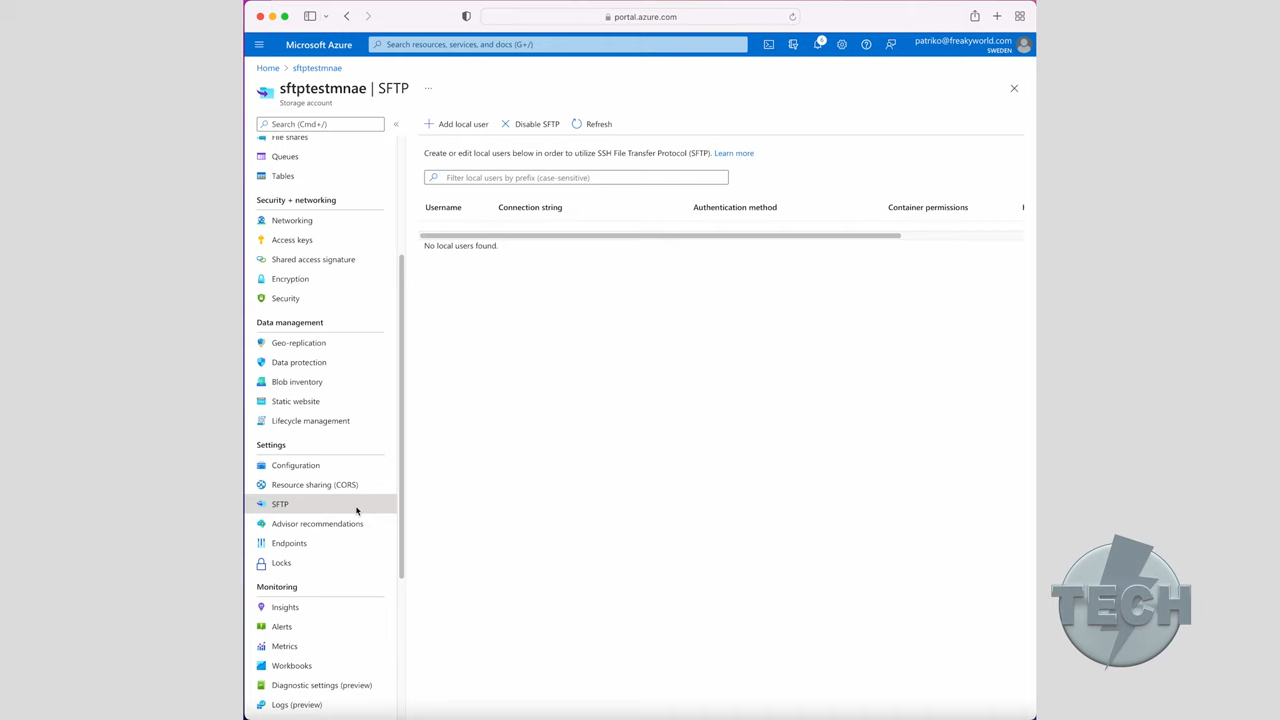 portal.azure.com
Microsoft Azure
Search resources, services, and docs (G+/)
6
patriko@freakyworld.com
SWEDEN
Home > sftptestmnae
sftptestmnae | SFTP ...
Storage account
Search (Cmd+/)
«
+ Add local user
Disable SFTP
Refresh
Create or edit local users below in order to utilize SSH File Transfer Protocol (SFTP). Learn more
Filter local users by prefix (case-sensitive)
Username Connection string Authentication method Container permissions
No local users found.
File shares
Queues
Tables
Security + networking
Networking
Access keys
Shared access signature
Encryption
Security
Data management
Geo-replication
Data protection
Blob inventory
Static website
Lifecycle management
Settings
Configuration
Resource sharing (CORS)
SFTP
Advisor recommendations
Endpoints
Locks
Monitoring
Insights
Alerts
Metrics
Workbooks
Diagnostic settings (preview)
Logs (preview)
TECH